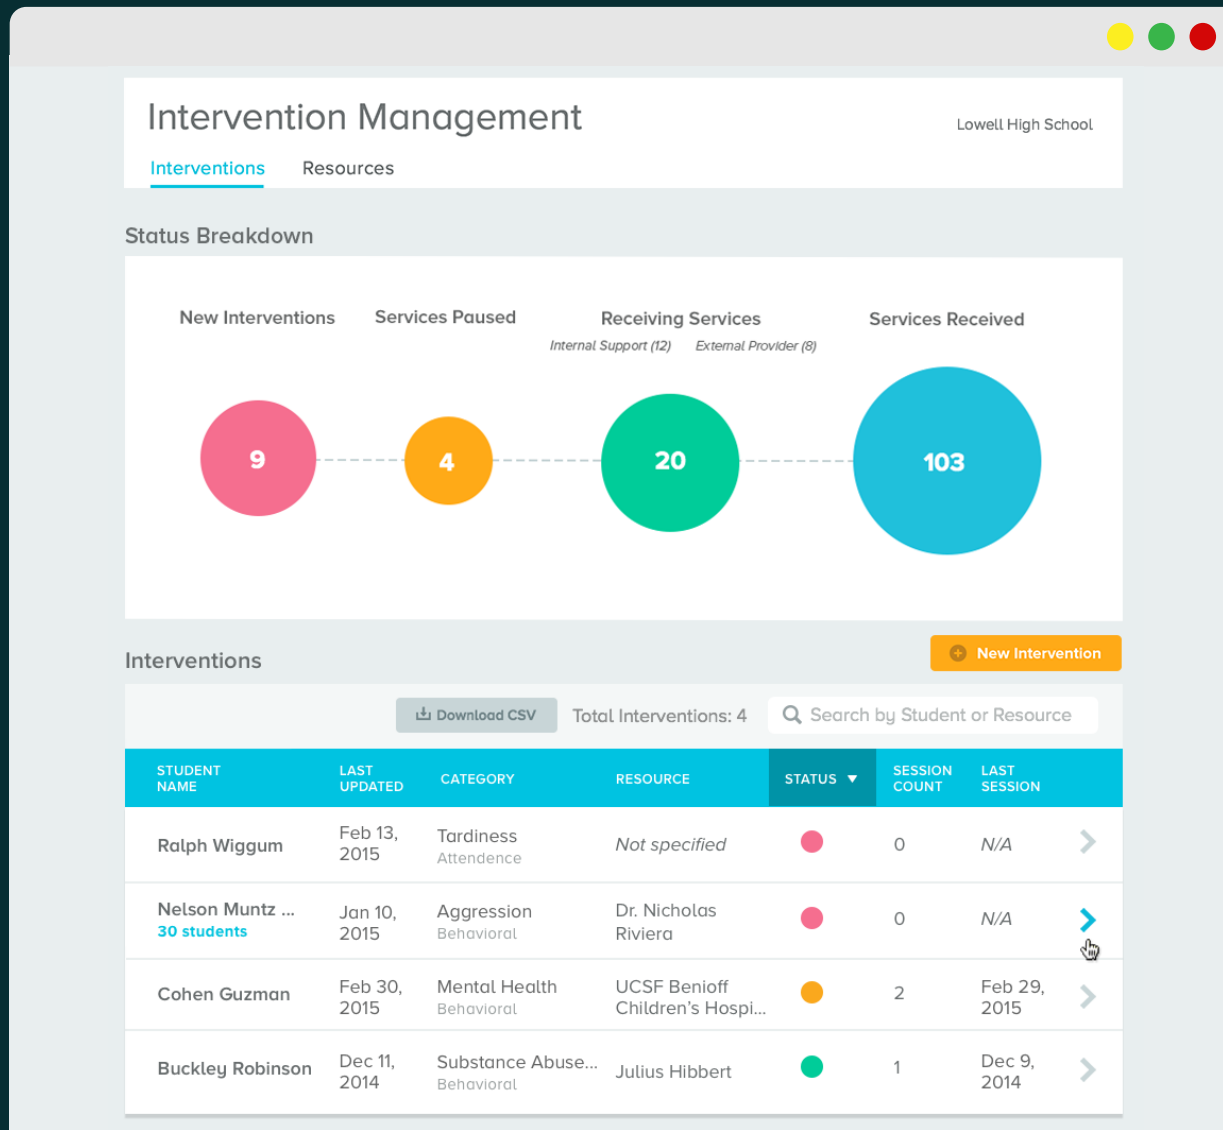 Intervention Management
Lowell High School
Interventions Resources
Status Breakdown
New Interventions Services Paused Receiving Services Services Received
Internal Support (12) External Provider (8)
9 4 20 103
Interventions
New Intervention
Download CSV Total Interventions: 4 Search by Student or Resource
STUDENT NAME LAST UPDATED CATEGORY RESOURCE STATUS ▼ SESSION COUNT LAST SESSION
Ralph Wiggum
Feb 13,
2015
Tardiness
Attendence
Not specified
0
N/A
Nelson Muntz ...
30 students
Jan 10,
2015
Aggression
Behavioral
Dr. Nicholas
Riviera
0
N/A
Cohen Guzman
Feb 30,
2015
Mental Health
Behavioral
UCSF Benioff
Children's Hospi...
2
Feb 29,
2015
Buckley Robinson
Dec 11,
2014
Substance Abuse...
Behavioral
Julius Hibbert
1
Dec 9,
2014